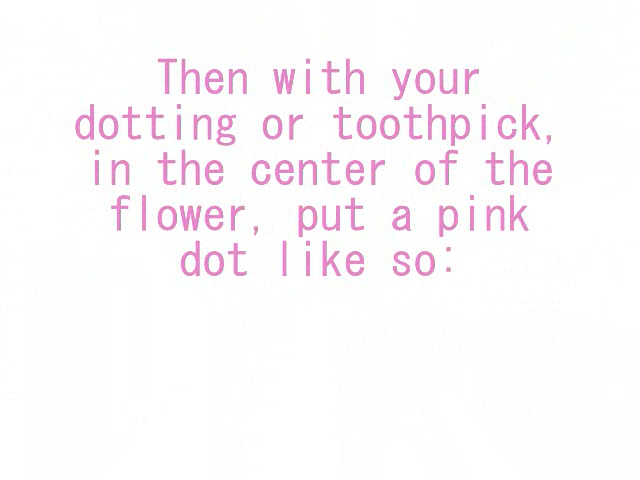 Then with your
dotting or toothpick,
in the center of the
flower, put a pink
dot like so: